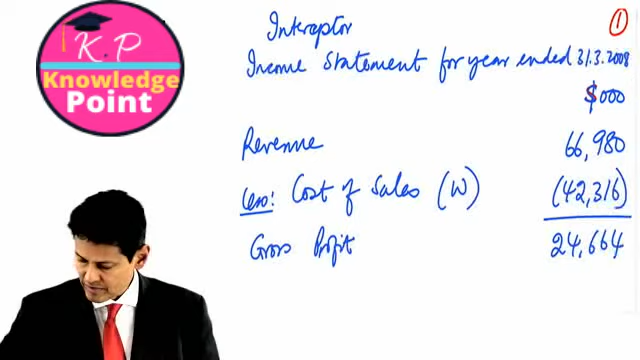 K.P
Knowledge
Point
Interaptor
①
Income Statement for year ended 31.3.2008
$000
Revenue 66,980
Less: Cost of Sales (W) (42,316)
Gross Profit 24,664